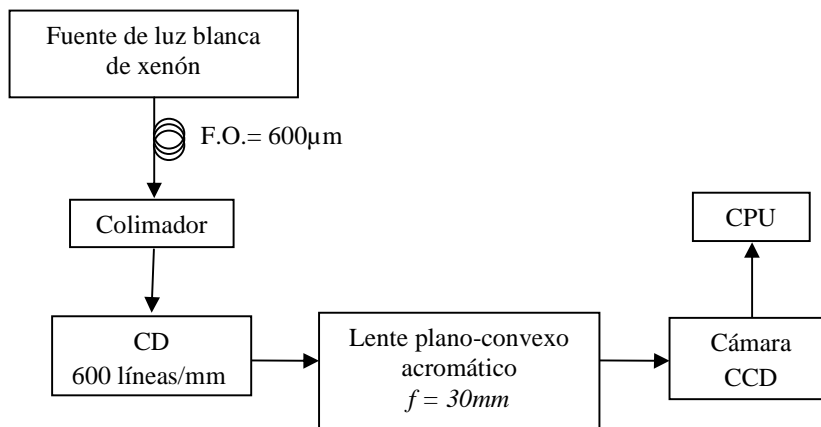 Fuente de luz blanca
de xenón
F.O.= 600µm
Colimador
CD
600 líneas/mm
Lente plano-convexo
acromático
f = 30mm
Cámara
CCD
CPU